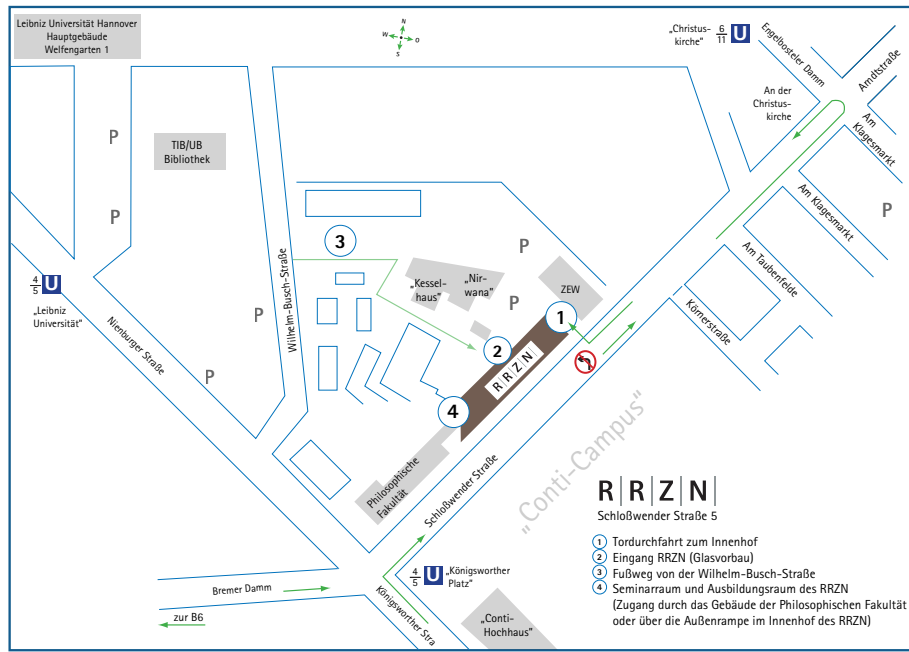 Leibniz Universität Hannover
Hauptgebäude
Welfengarten 1
N
W
O
S
„Christus-
kirche"
6
11
U
Engelbosteler Damm
Arndtstraße
An der
Christus-
kirche
Am
Klagesmarkt
Am Klagesmarkt
P
Am Taubenfelde
Körnerstraße
P
P
P
P
P
P
TIB/UB
Bibliothek
3
Wilhelm-Busch-Straße
„Kessel-
haus"
„Nir-
wana"
ZEW
1
2
R|R|Z|N
4
4
5
U
„Leibniz
Universität"
Nienburger Straße
Philosophische
Fakultät
Schloßwender Straße
„Conti-Campus"
R|R|Z|N|
Schloßwender Straße 5
1 Tordurchfahrt zum Innenhof
2 Eingang RRZN (Glasvorbau)
3 Fußweg von der Wilhelm-Busch-Straße
4 Seminarraum und Ausbildungsraum des RRZN
(Zugang durch das Gebäude der Philosophischen Fakultät
oder über die Außenrampe im Innenhof des RRZN)
4
5
U
„Königsworther
Platz"
Bremer Damm
zur B6
Königsworther Stra
„Conti-
Hochhaus"